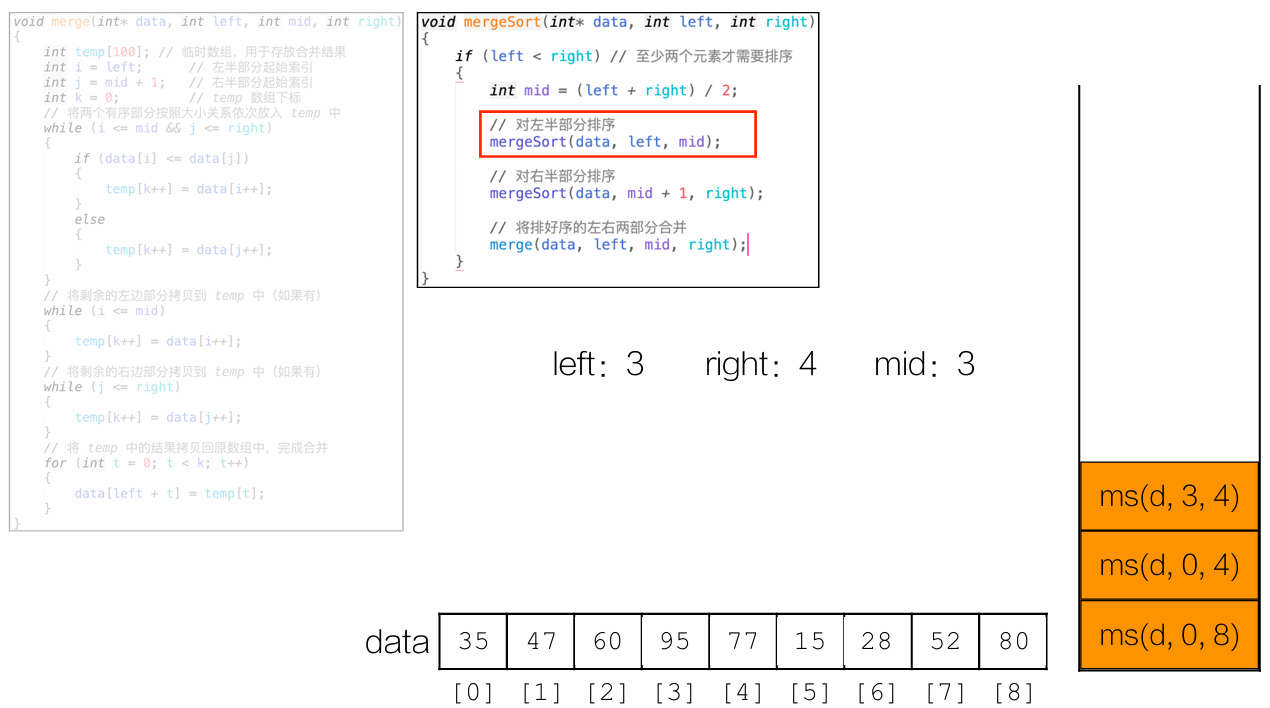 void merge(int* data, int left, int mid, int right)
{
int temp[100]; // 临时数组，用于存放合并结果
int i = left; // 左半部分起始索引
int j = mid + 1; // 右半部分起始索引
int k = 0; // temp 数组下标
// 将两个有序部分按照大小关系依次放入 temp 中
while (i <= mid && j <= right)
{
if (data[i] <= data[j])
{
temp[k++] = data[i++];
}
else
{
temp[k++] = data[j++];
}
}
// 将剩余的左边部分拷贝到 temp 中（如果有）
while (i <= mid)
{
temp[k++] = data[i++];
}
// 将剩余的右边部分拷贝到 temp 中（如果有）
while (j <= right)
{
temp[k++] = data[j++];
}
// 将 temp 中的结果拷贝回原数组中，完成合并
for (int t = 0; t < k; t++)
{
data[left + t] = temp[t];
}
}
void mergeSort(int* data, int left, int right)
{
if (left < right) // 至少两个元素才需要排序
{
int mid = (left + right) / 2;
// 对左半部分排序
mergeSort(data, left, mid);
// 对右半部分排序
mergeSort(data, mid + 1, right);
// 将排好序的左右两部分合并
merge(data, left, mid, right);
}
}
left：3 right：4 mid：3
ms(d, 3, 4)
ms(d, 0, 4)
ms(d, 0, 8)
data 35 47 60 95 77 15 28 52 80
[0] [1] [2] [3] [4] [5] [6] [7] [8]